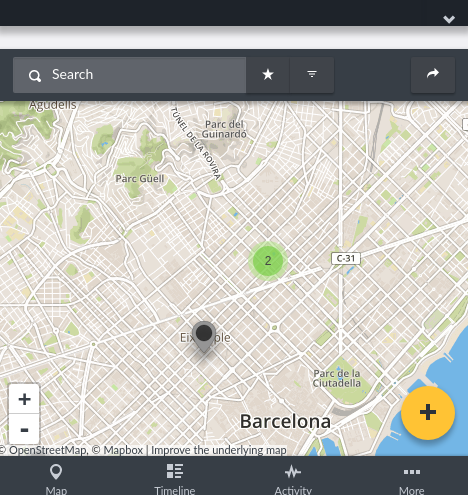 Search
Agudells
TÚNEL DE LA ROVIRA
Parc del
Guinardó
Parc Güell
2
C-31
Parc de la
Ciutadella
Barcelona
+
-
+
© OpenStreetMap, © Mapbox | Improve the underlying map
Map
Timeline
Activity
More